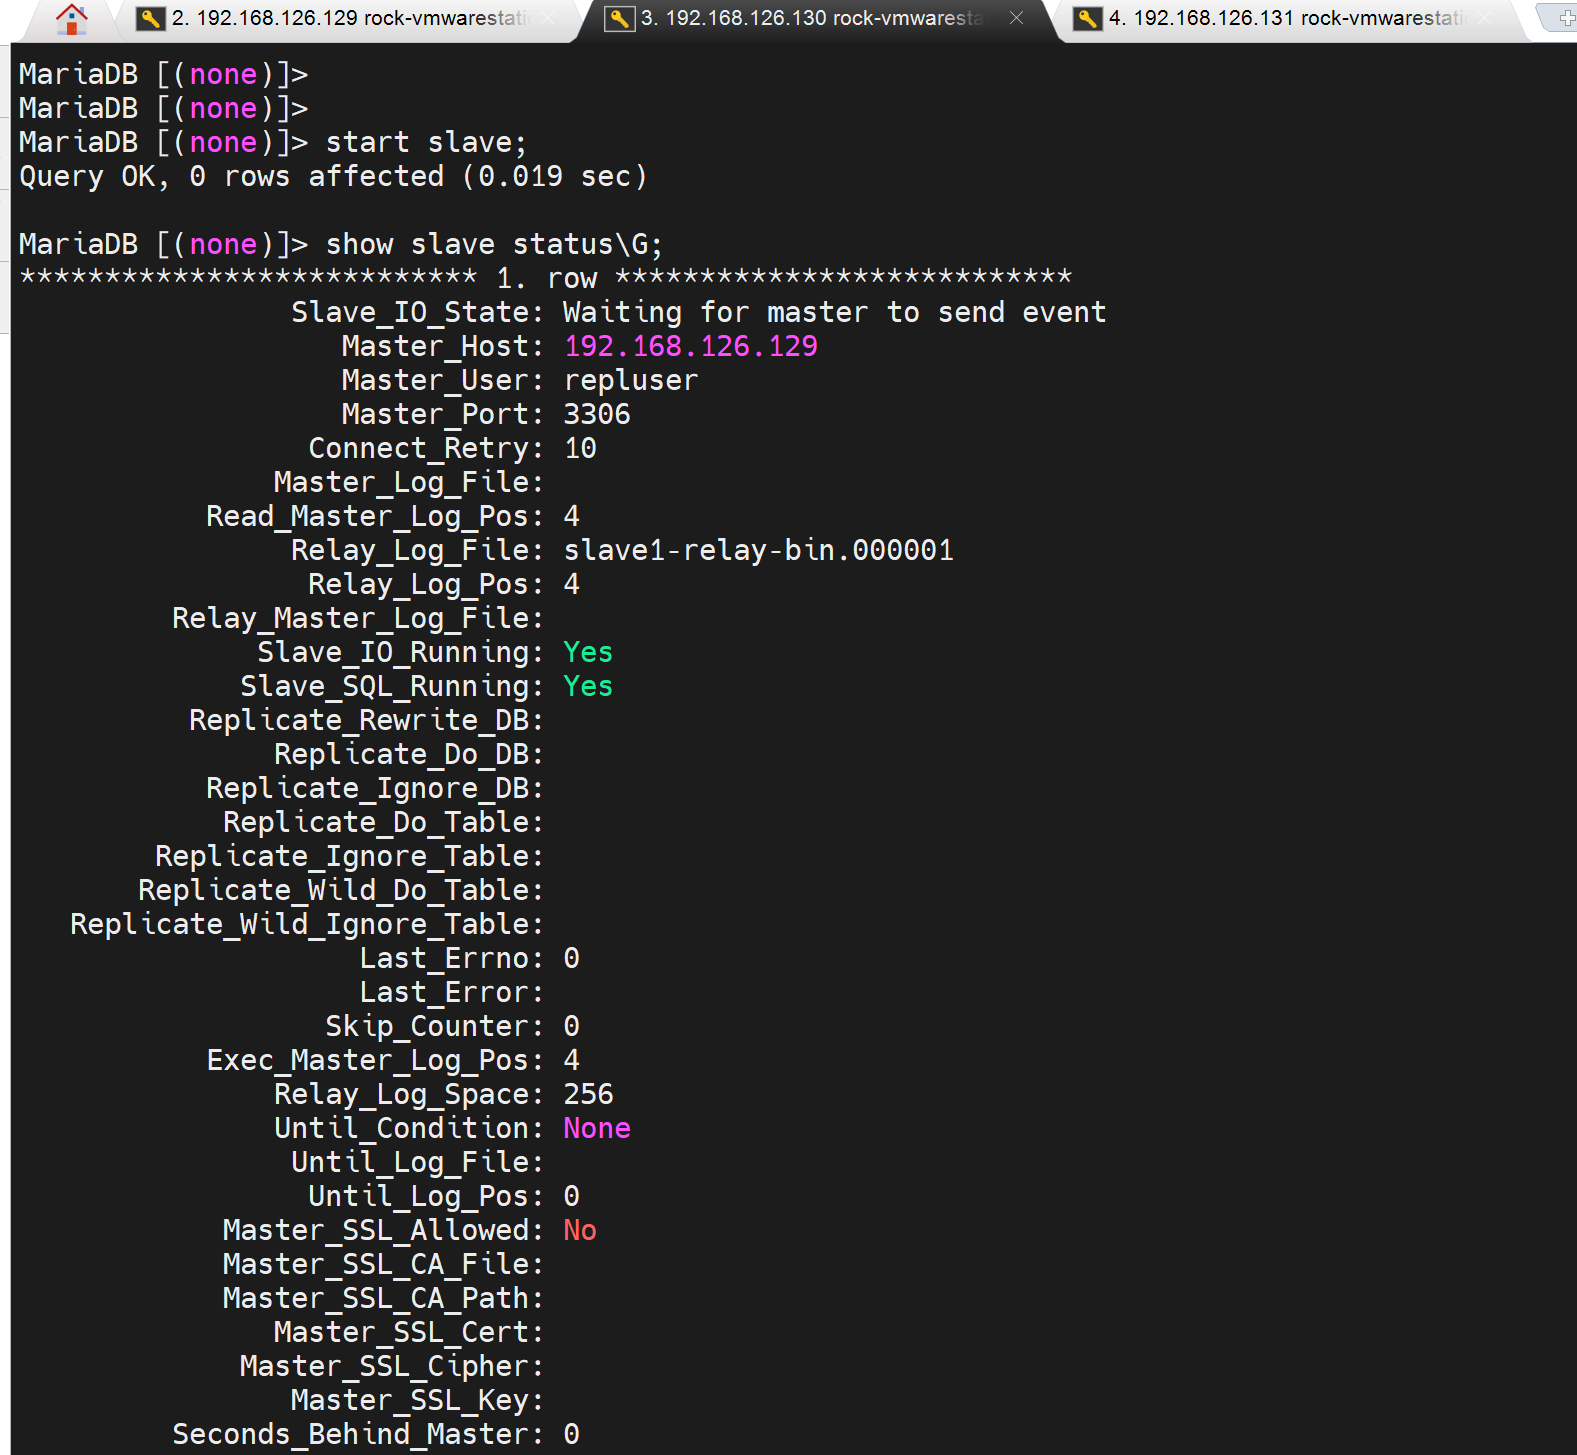 2. 192.168.126.129 rock-vmwarestati
3. 192.168.126.130 rock-vmwaresta
4. 192.168.126.131 rock-vmwarestati
MariaDB [(none)]>
MariaDB [(none)]>
MariaDB [(none)]> start slave;
Query OK, 0 rows affected (0.019 sec)
MariaDB [(none)]> show slave status\G;
*************************** 1. row ***************************
Slave_IO_State: Waiting for master to send event
Master_Host: 192.168.126.129
Master_User: repluser
Master_Port: 3306
Connect_Retry: 10
Master_Log_File:
Read_Master_Log_Pos: 4
Relay_Log_File: slave1-relay-bin.000001
Relay_Log_Pos: 4
Relay_Master_Log_File:
Slave_IO_Running: Yes
Slave_SQL_Running: Yes
Replicate_Rewrite_DB:
Replicate_Do_DB:
Replicate_Ignore_DB:
Replicate_Do_Table:
Replicate_Ignore_Table:
Replicate_Wild_Do_Table:
Replicate_Wild_Ignore_Table:
Last_Errno: 0
Last_Error:
Skip_Counter: 0
Exec_Master_Log_Pos: 4
Relay_Log_Space: 256
Until_Condition: None
Until_Log_File:
Until_Log_Pos: 0
Master_SSL_Allowed: No
Master_SSL_CA_File:
Master_SSL_CA_Path:
Master_SSL_Cert:
Master_SSL_Cipher:
Master_SSL_Key:
Seconds_Behind_Master: 0